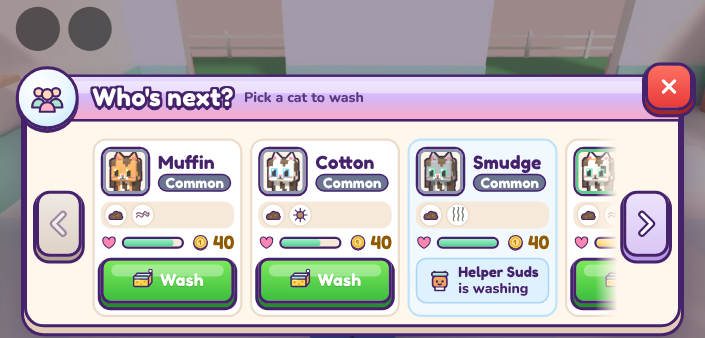 Who's next? Pick a cat to wash
Muffin
Common
40
Wash
Cotton
Common
40
Wash
Smudge
Common
40
Helper Suds
is washing